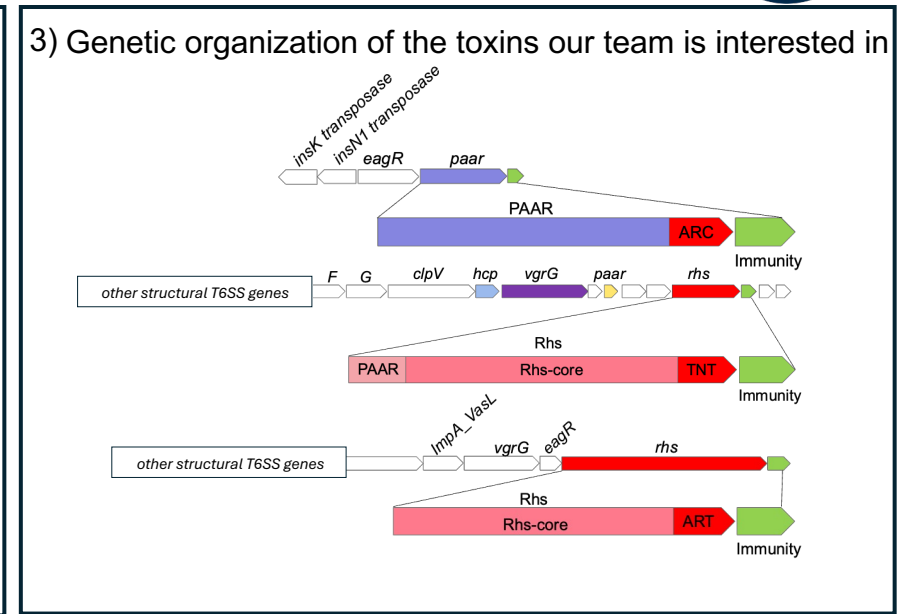 3) Genetic organization of the toxins our team is interested in
insK transposase
insN1 transposase
eagR
paar
PAAR
ARC
Immunity
other structural T6SS genes
F G clpV hcp vgrG paar rhs
Rhs
PAAR Rhs-core TNT
Immunity
ImpA_VasL
vgrG
eagR
rhs
other structural T6SS genes
Rhs
Rhs-core ART
Immunity